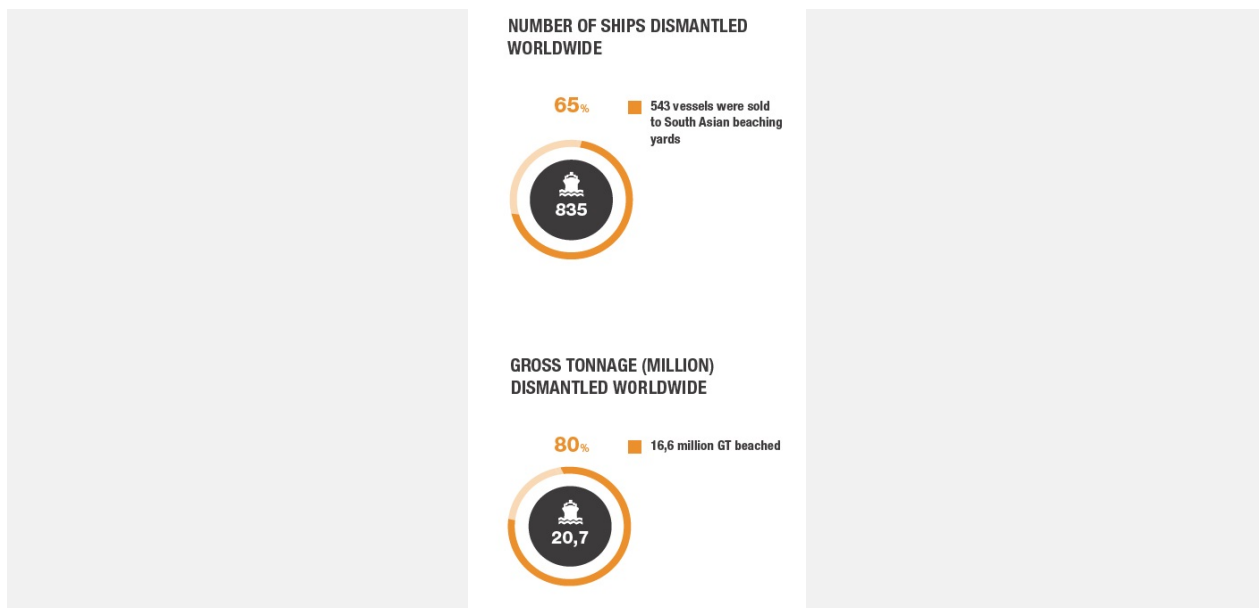 NUMBER OF SHIPS DISMANTLED
WORLDWIDE
65%
543 vessels were sold
to South Asian beaching
yards
835
GROSS TONNAGE (MILLION)
DISMANTLED WORLDWIDE
80%
16,6 million GT beached
20,7